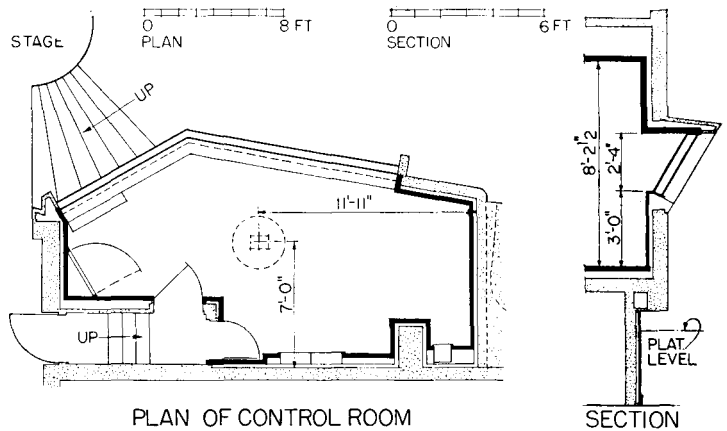 STAGE
0 8 FT
PLAN
0 6 FT
SECTION
UP
11'-11"
7'-0"
UP
8'-2½
2'-4"
3'-0"
PLAT.
LEVEL
PLAN OF CONTROL ROOM
SECTION